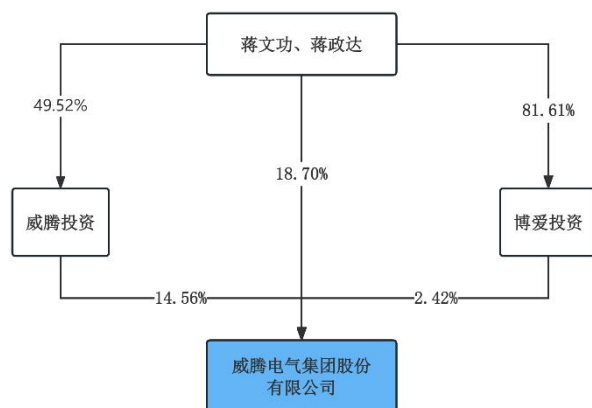 蒋文功、蒋政达
49.52%
81.61%
18.70%
威腾投资
博爱投资
14.56%
2.42%
威腾电气集团股份
有限公司